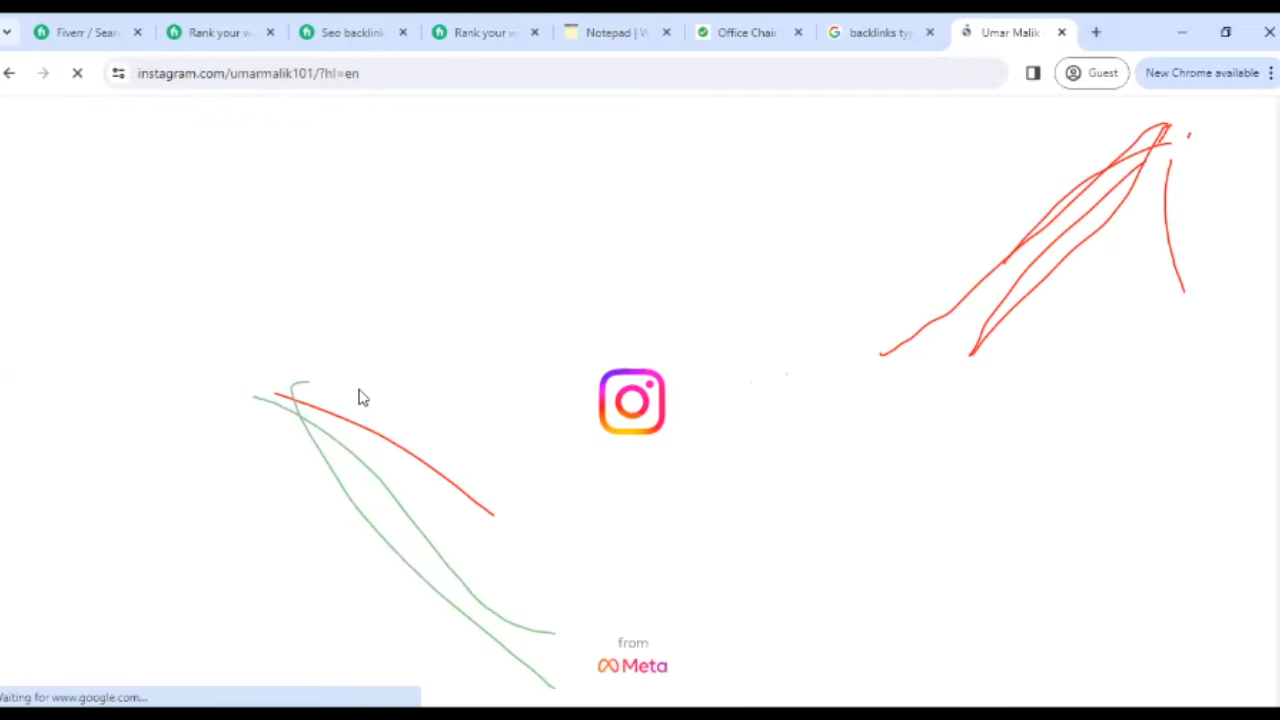 Fiverr / Sear
Rank your w
Seo backlink
Rank your w
Notepad | W
Office Chair
backlinks typ
Umar Malik
instagram.com/umarmalik101/?hl=en
Guest
New Chrome available
from
Meta
Waiting for www.google.com...